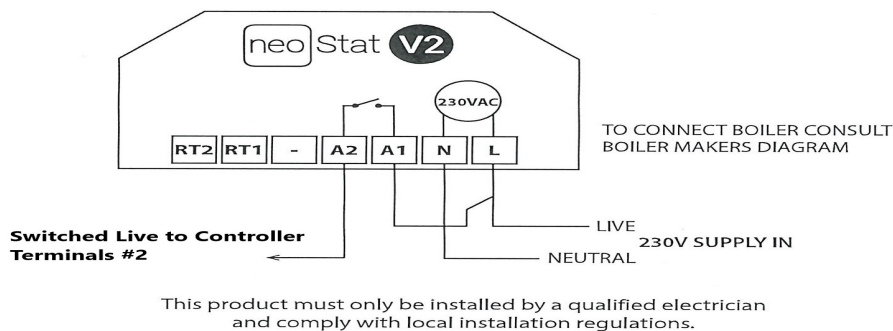 neo Stat V2
230VAC
RT2 RT1 - A2 A1 N L
TO CONNECT BOILER CONSULT
BOILER MAKERS DIAGRAM
LIVE
230V SUPPLY IN
NEUTRAL
Switched Live to Controller
Terminals #2
This product must only be installed by a qualified electrician
and comply with local installation regulations.